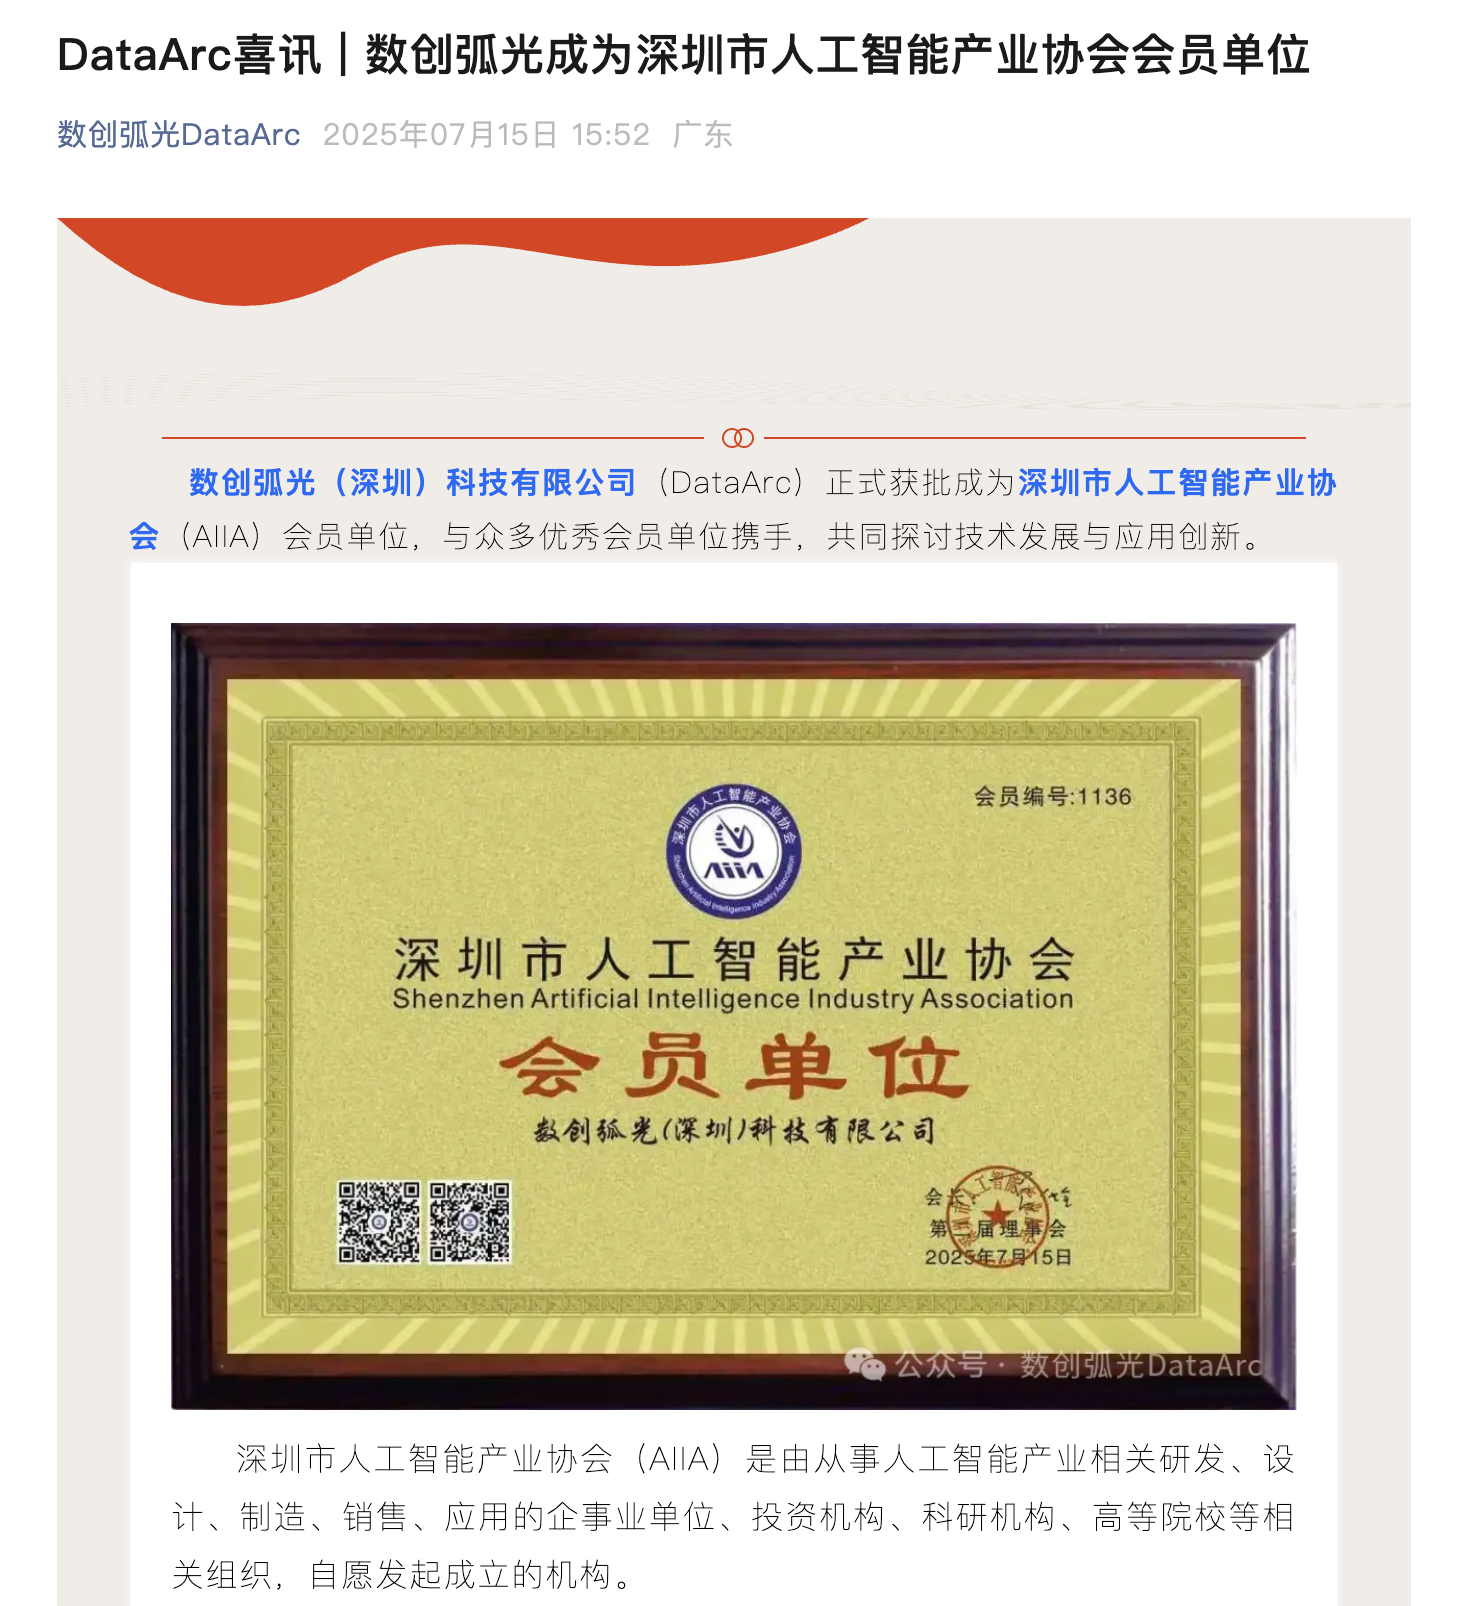 DataArc喜讯 | 数创弧光成为深圳市人工智能产业协会会员单位
数创弧光DataArc 2025年07月15日 15:52 广东
数创弧光（深圳）科技有限公司（DataArc）正式获批成为深圳市人工智能产业协
会（AIIA）会员单位，与众多优秀会员单位携手，共同探讨技术发展与应用创新。
会员编号:1136
深圳市人工智能产业协会
Shenzhen Artificial Intelligence Industry Association
AiiA
深圳市人工智能产业协会
Shenzhen Artificial Intelligence Industry Association
会员单位
数创弧光(深圳)科技有限公司
会长:
第二届理事会
2025年7月15日
公众号·数创弧光DataArc
深圳市人工智能产业协会（AIIA）是由从事人工智能产业相关研发、设
计、制造、销售、应用的企事业单位、投资机构、科研机构、高等院校等相
关组织，自愿发起成立的机构。